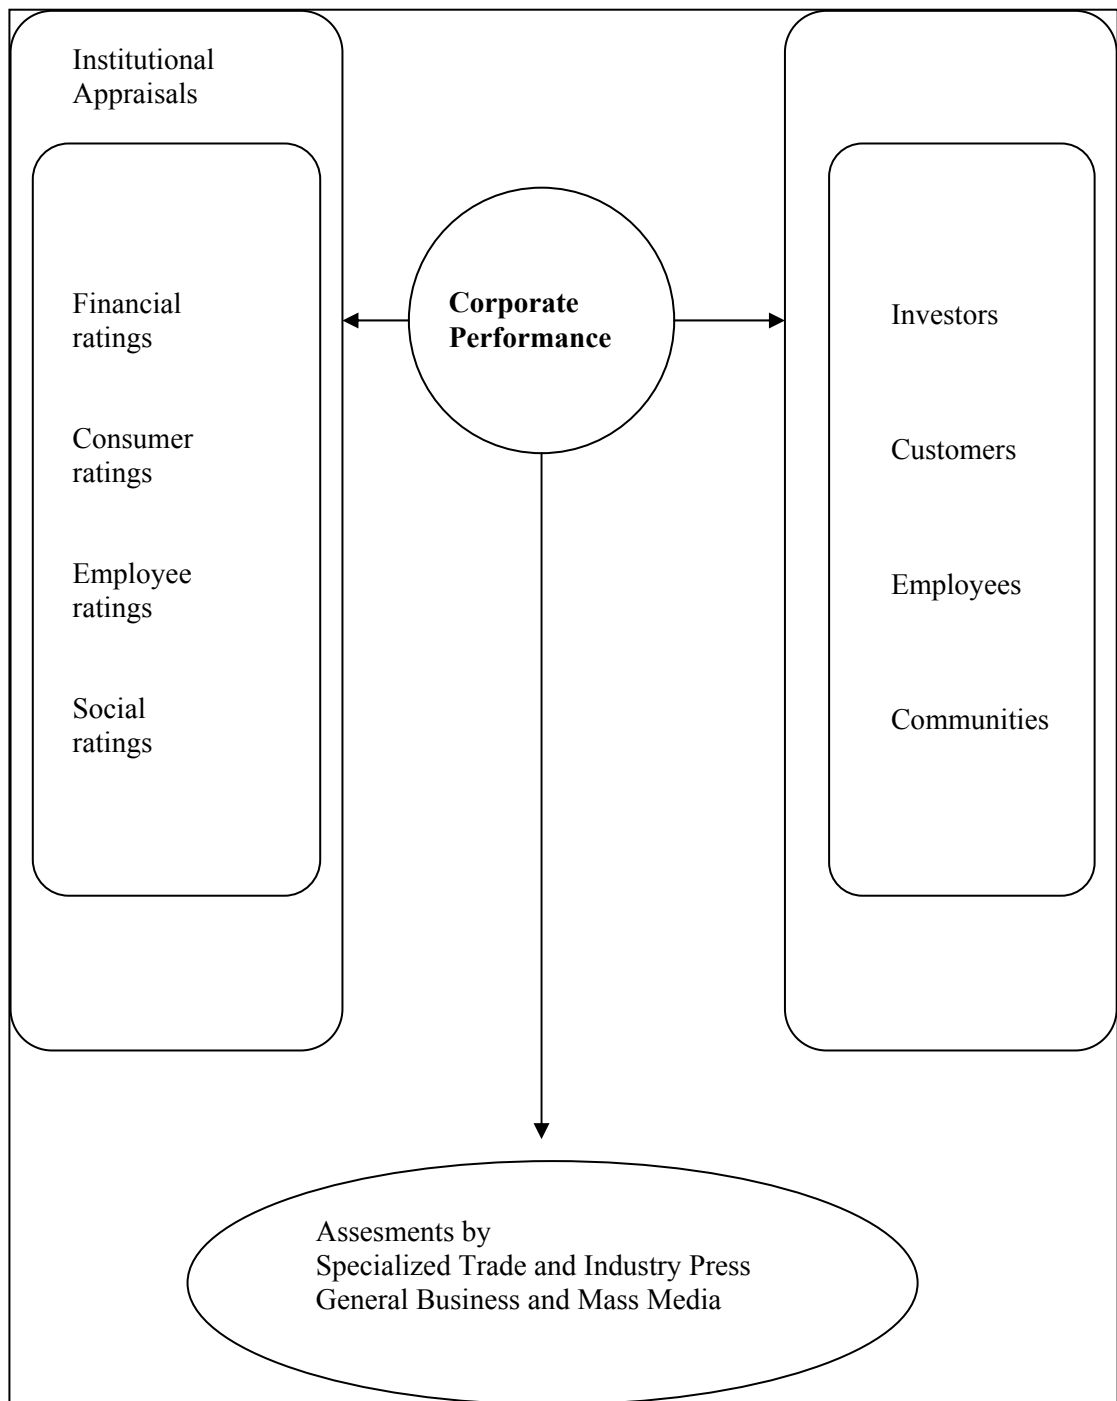 Institutional
Appraisals
Financial
ratings
Consumer
ratings
Employee
ratings
Social
ratings
Corporate
Performance
Investors
Customers
Employees
Communities
Assesments by
Specialized Trade and Industry Press
General Business and Mass Media